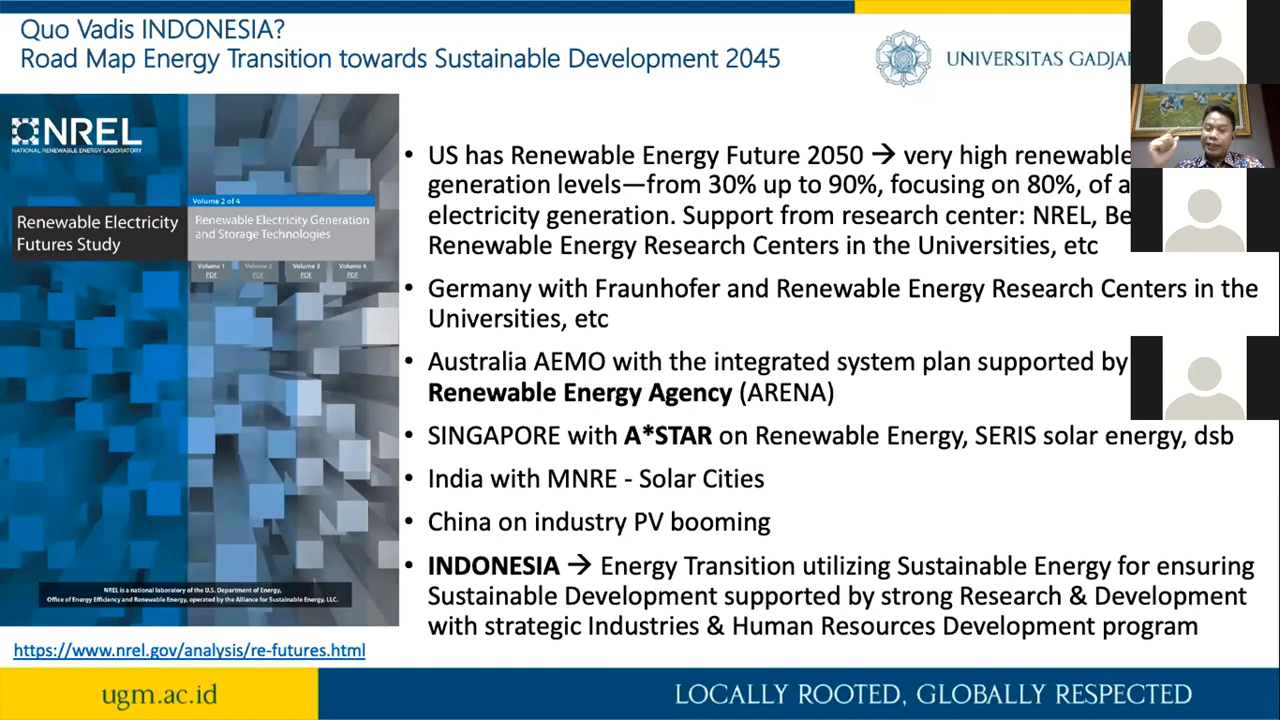 Quo Vadis INDONESIA?
Road Map Energy Transition towards Sustainable Development 2045
UNIVERSITAS GADJA
NREL
NATIONAL RENEWABLE ENERGY LABORATORY
Volume 2 of 4
Renewable Electricity
Futures Study
Renewable Electricity Generation
and Storage Technologies
Volume 1 Volume 2 Volume 3 Volume 4
PDF PDF PDF PDF
NREL is a national laboratory of the U.S. Department of Energy,
Office of Energy Efficiency and Renewable Energy, operated by the Alliance for Sustainable Energy, LLC.
https://www.nrel.gov/analysis/re-futures.html
• US has Renewable Energy Future 2050 → very high renewable
generation levels—from 30% up to 90%, focusing on 80%, of a
electricity generation. Support from research center: NREL, Be
Renewable Energy Research Centers in the Universities, etc
• Germany with Fraunhofer and Renewable Energy Research Centers in the
Universities, etc
• Australia AEMO with the integrated system plan supported by
Renewable Energy Agency (ARENA)
• SINGAPORE with A*STAR on Renewable Energy, SERIS solar energy, dsb
• India with MNRE - Solar Cities
• China on industry PV booming
• INDONESIA → Energy Transition utilizing Sustainable Energy for ensuring
Sustainable Development supported by strong Research & Development
with strategic Industries & Human Resources Development program
ugm.ac.id
LOCALLY ROOTED, GLOBALLY RESPECTED